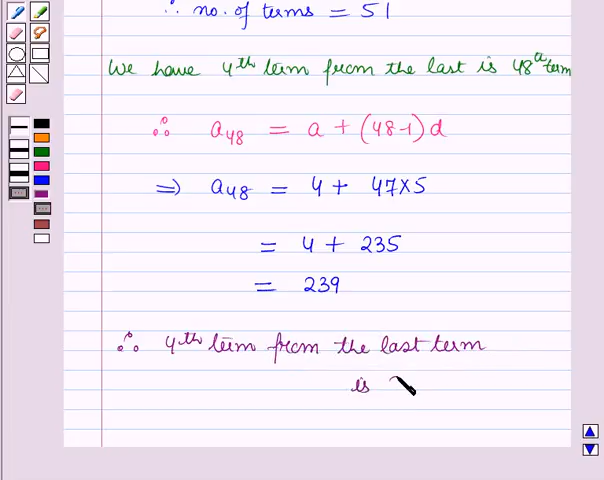 ∴ no. of terms = 51
We have 4th term from the last is 48th term
∴ a48 = a + (48-1)d
⇒ a48 = 4 + 47×5
= 4 + 235
= 239
∴ 4th term from the last term
is